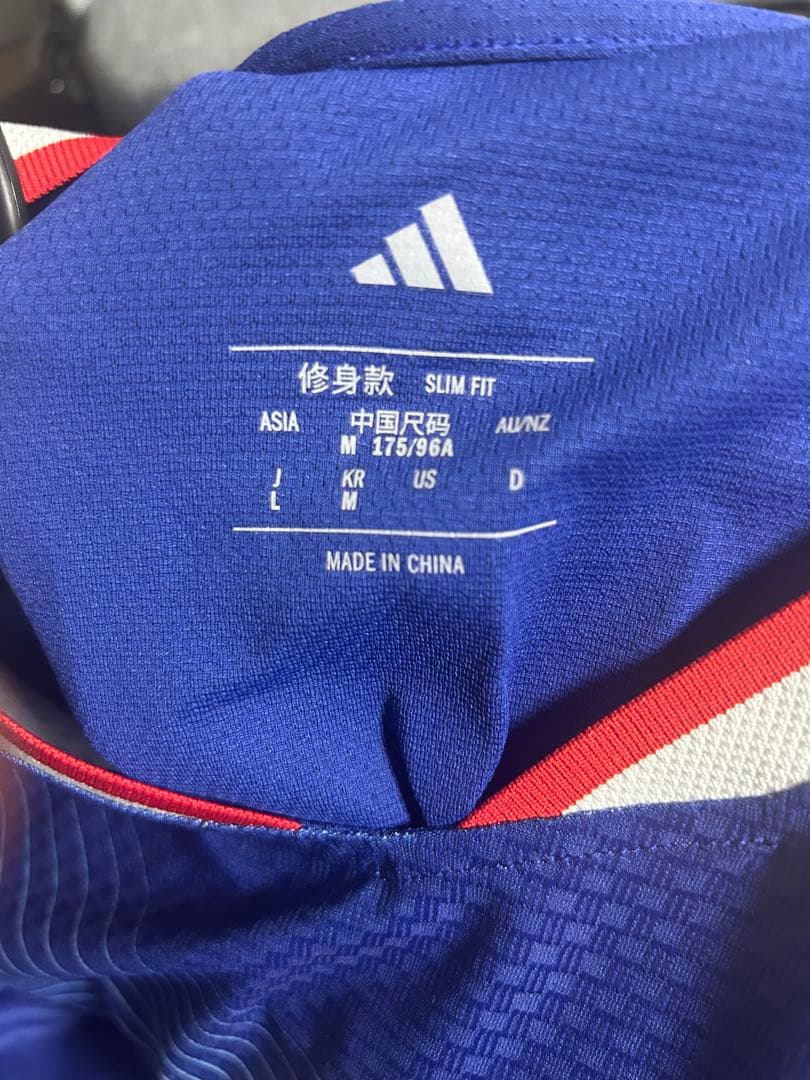 修身款 SLIM FIT
ASIA 中国尺码 AU/NZ
M 175/96A
J KR US D
L M
MADE IN CHINA